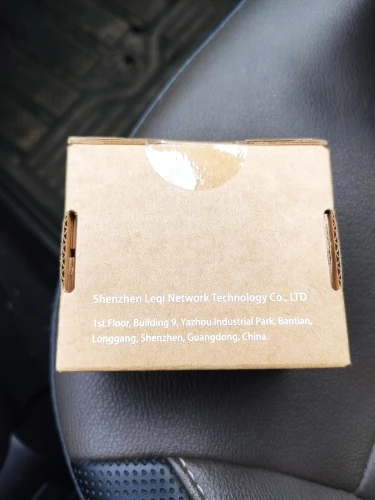 Shenzhen Leqi Network Technology Co., LTD
1st Floor, Building 9, Yazhou Industrial Park, Bantian,
Longgang, Shenzhen, Guangdong, China.